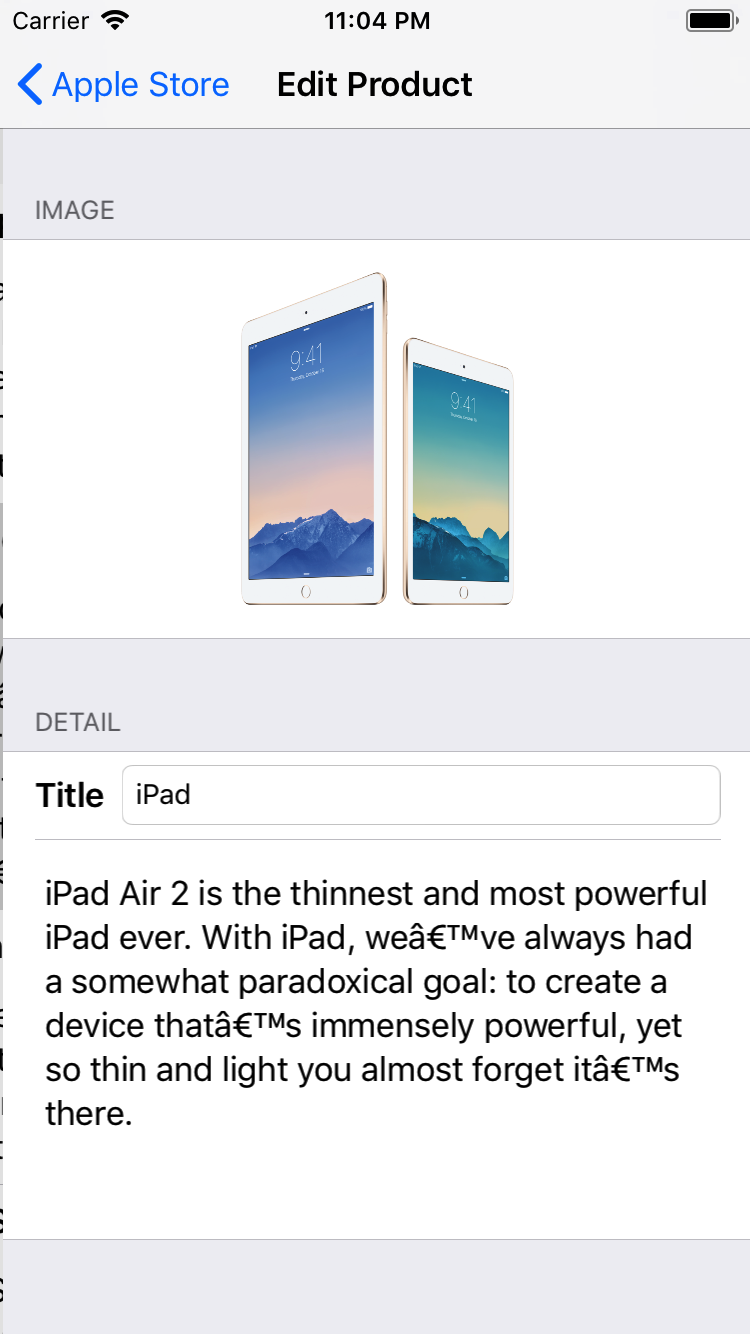 Carrier 11:04 PM
Apple Store Edit Product
IMAGE
9:41
9:41
DETAIL
Title iPad
iPad Air 2 is the thinnest and most powerful
iPad ever. With iPad, weâ€™ve always had
a somewhat paradoxical goal: to create a
device thatâ€™s immensely powerful, yet
so thin and light you almost forget itâ€™s
there.